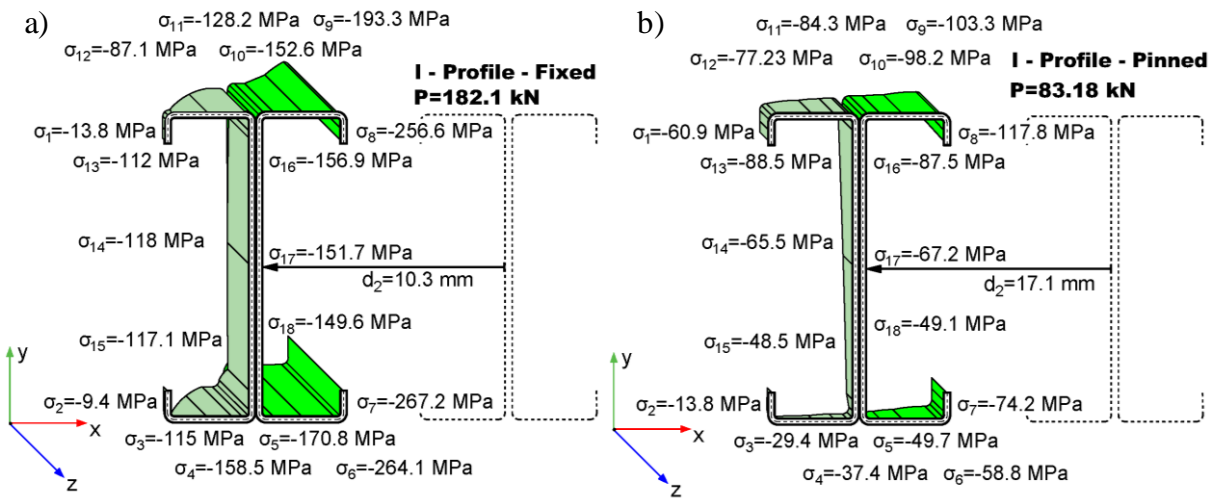 a)
σ11=-128.2 MPa σ9=-193.3 MPa
σ12=-87.1 MPa σ10=-152.6 MPa
I - Profile - Fixed
P=182.1 kN
σ1=-13.8 MPa
σ8=-256.6 MPa
σ13=-112 MPa
σ16=-156.9 MPa
σ14=-118 MPa
σ17=-151.7 MPa
d2=10.3 mm
σ18=-149.6 MPa
σ15=-117.1 MPa
y
σ2=-9.4 MPa
σ7=-267.2 MPa
x
σ3=-115 MPa σ5=-170.8 MPa
z
σ4=-158.5 MPa σ6=-264.1 MPa
b)
σ11=-84.3 MPa σ9=-103.3 MPa
σ12=-77.23 MPa σ10=-98.2 MPa
I - Profile - Pinned
P=83.18 kN
σ1=-60.9 MPa
σ8=-117.8 MPa
σ13=-88.5 MPa
σ16=-87.5 MPa
σ14=-65.5 MPa
σ17=-67.2 MPa
d2=17.1 mm
σ18=-49.1 MPa
σ15=-48.5 MPa
y
σ2=-13.8 MPa
σ7=-74.2 MPa
x
σ3=-29.4 MPa σ5=-49.7 MPa
z
σ4=-37.4 MPa σ6=-58.8 MPa